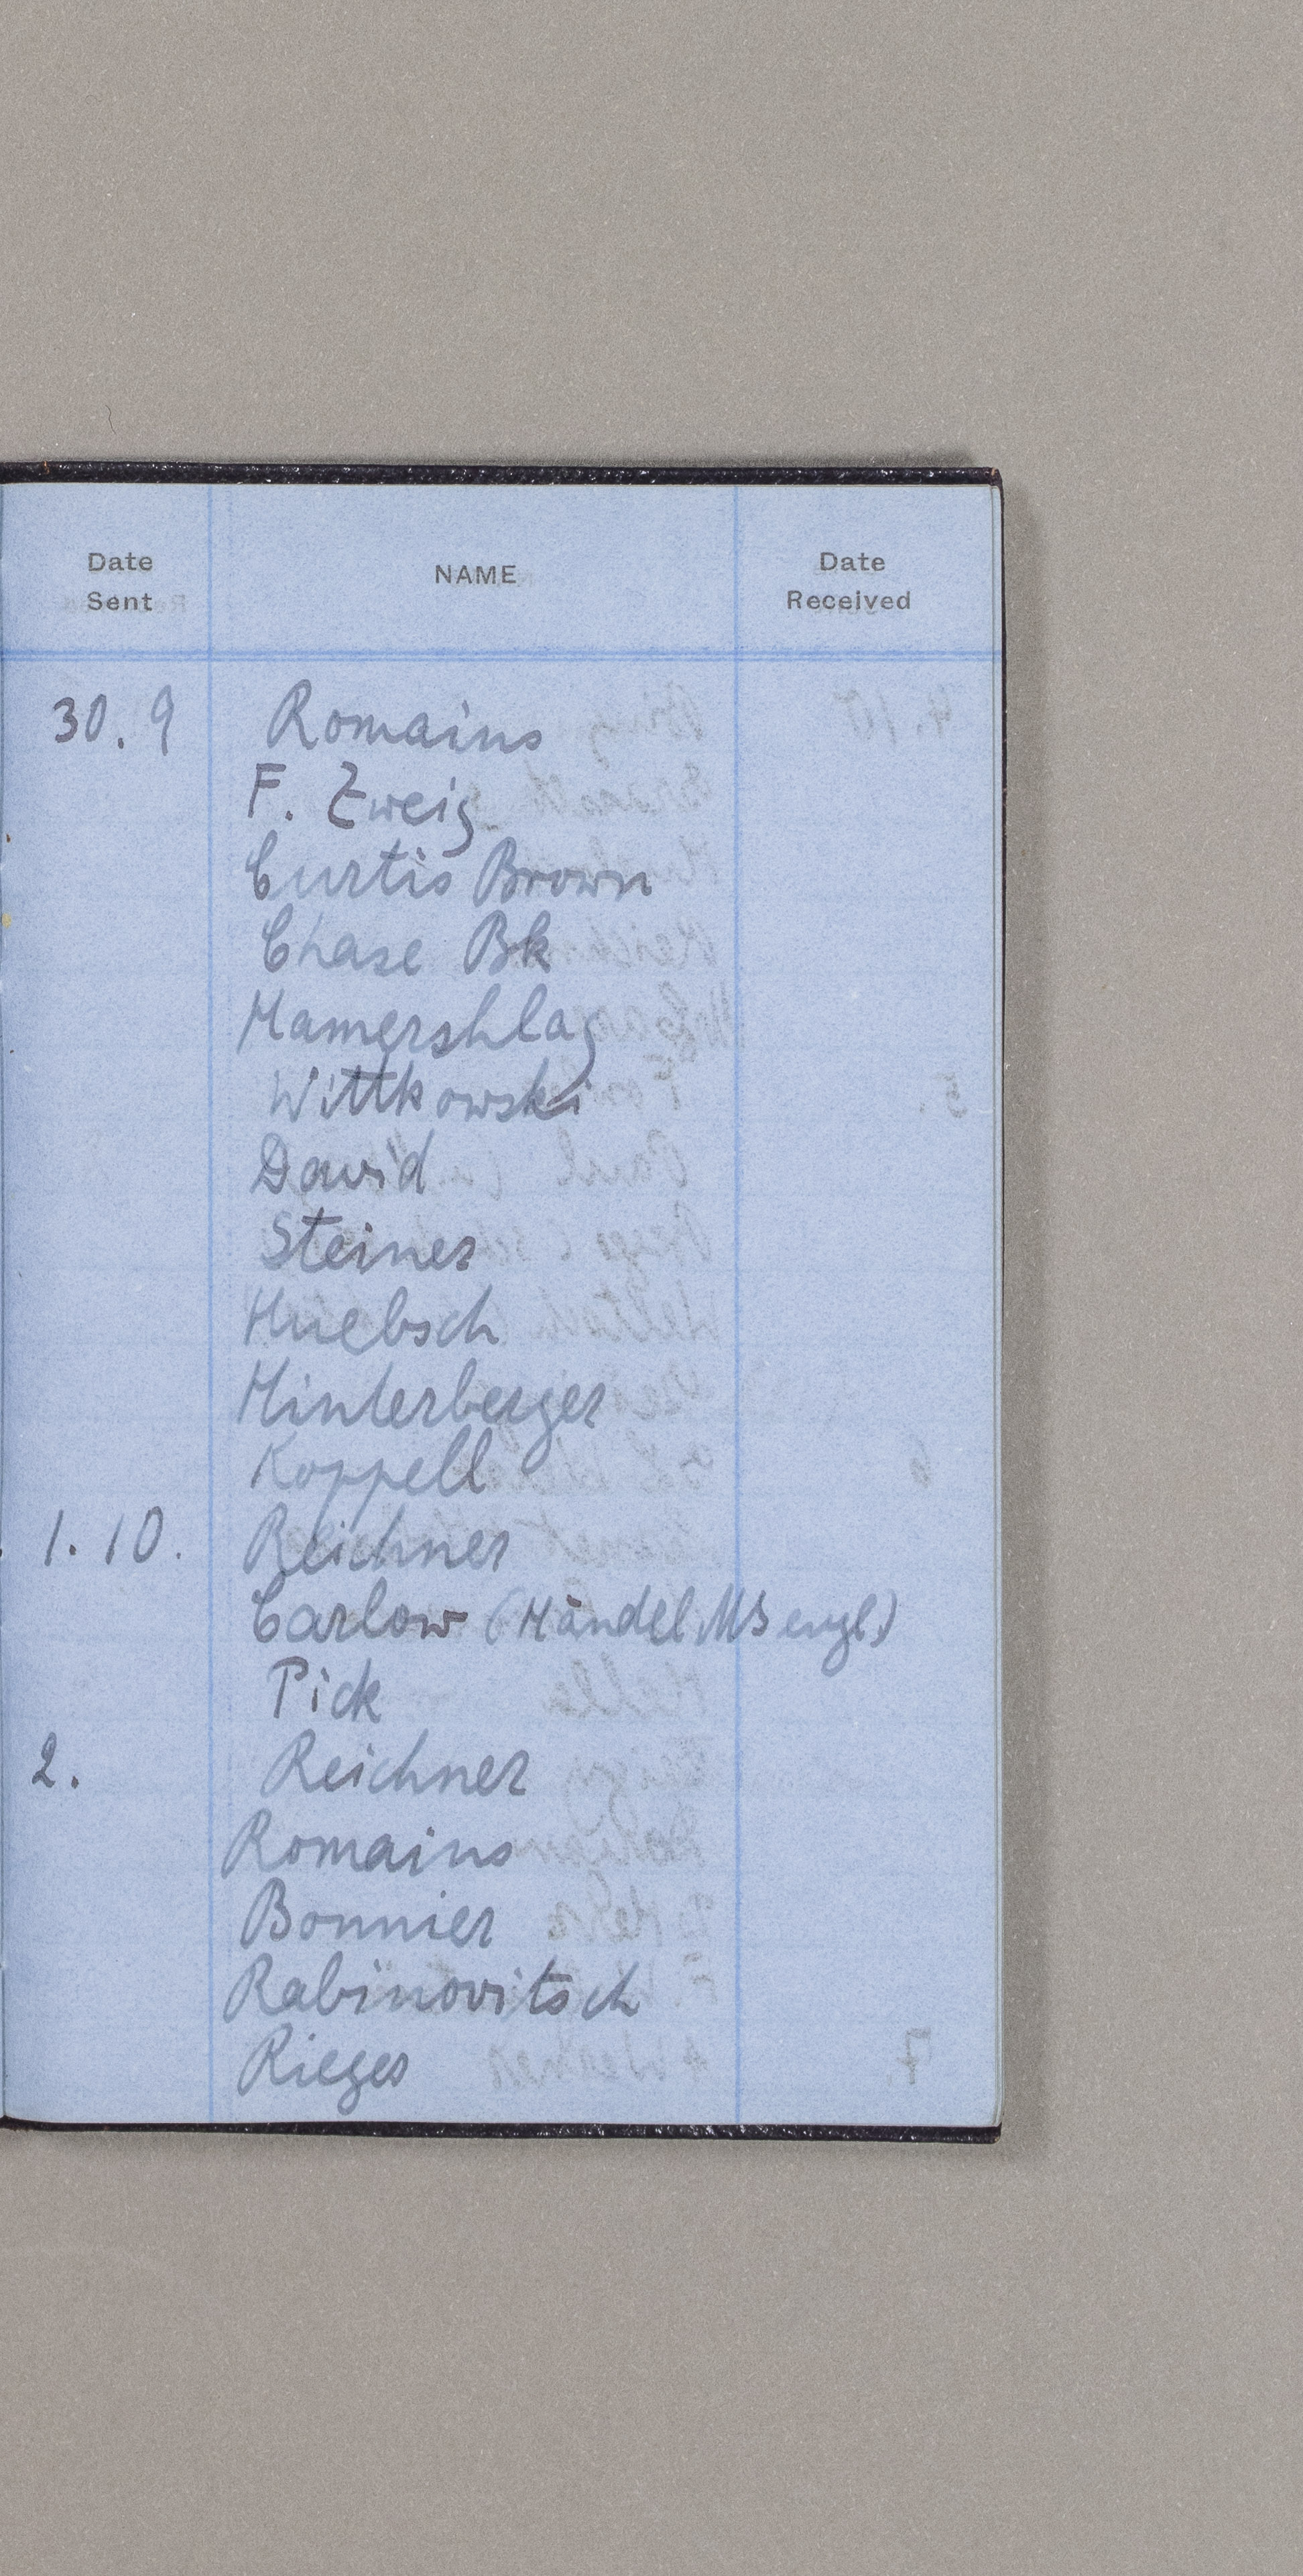 Date Sent NAME Date Received
30. 9 Romains
F. Zweig
Curtis Brown
Chase Bk
Hamershlag
Wittkowski
David
Steiner
Huebsch
Hinterberger
Koppell
1. 10. Reichner
Carlow (Händel MS engl)
Pick
2. Reichner
Romains
Bonnier
Rabinovitsch
Rieger